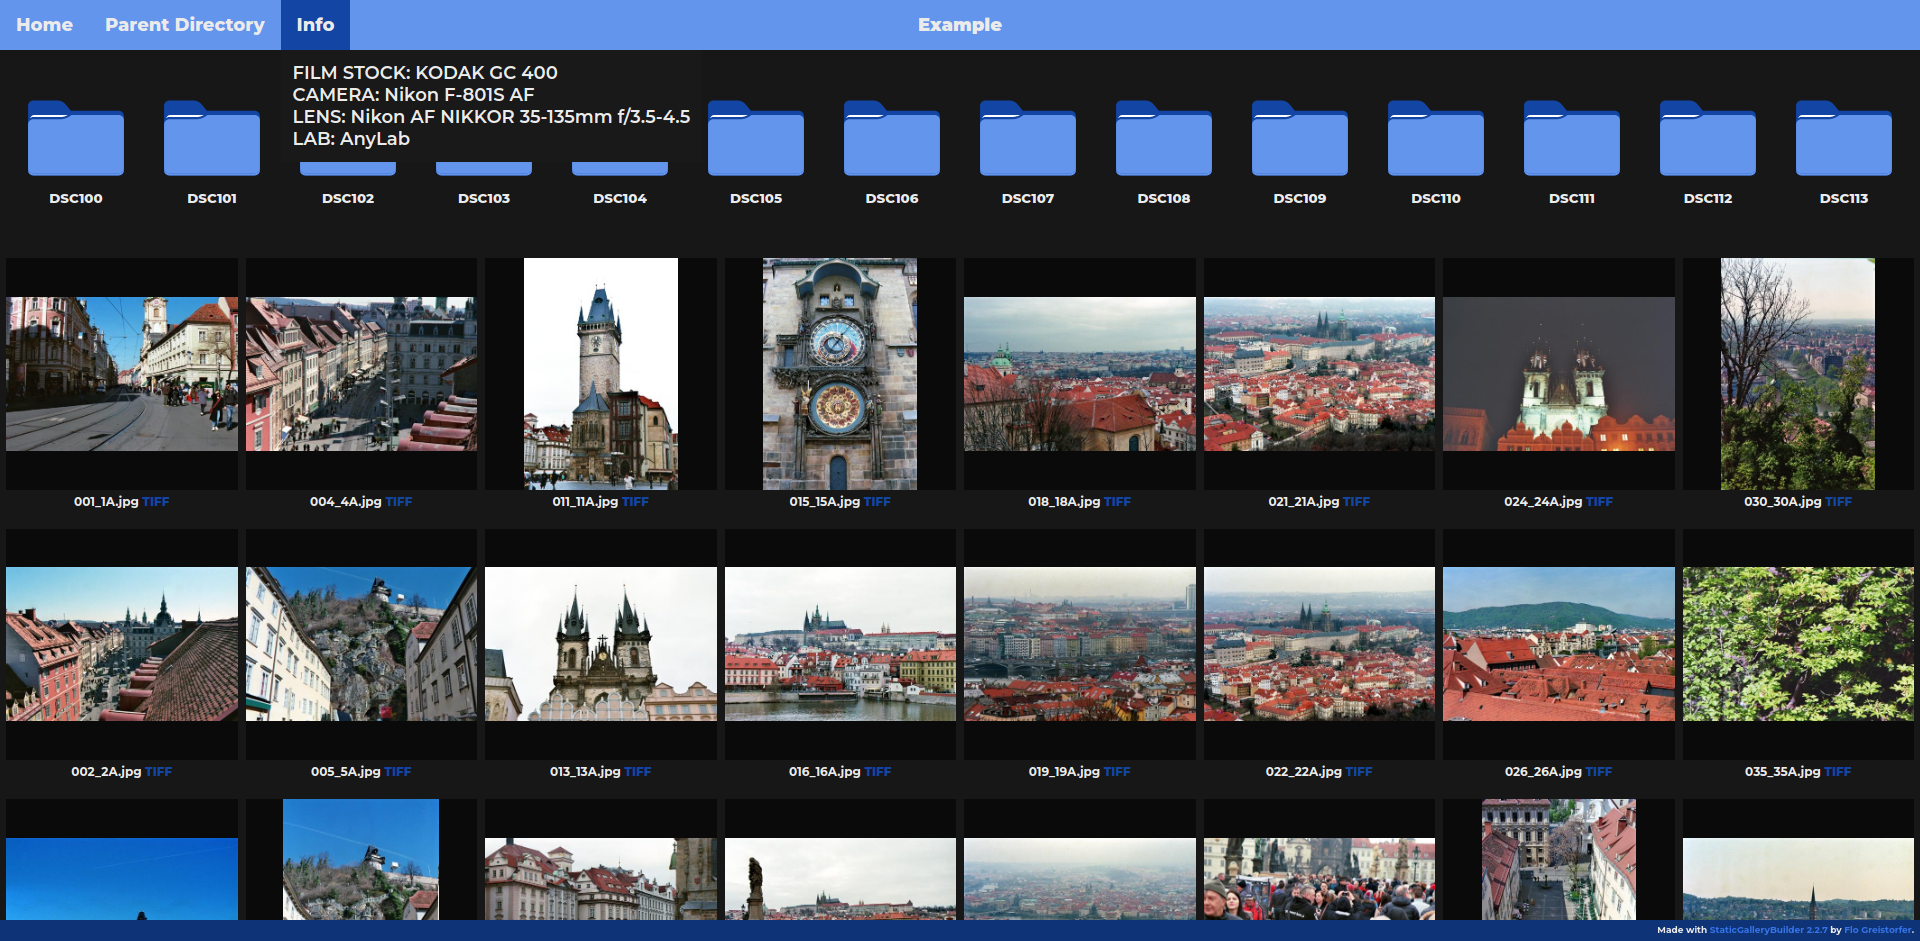 Home Parent Directory Info Example
FILM STOCK: KODAK GC 400
CAMERA: Nikon F-801S AF
LENS: Nikon AF NIKKOR 35-135mm f/3.5-4.5
LAB: AnyLab
DSC100 DSC101 DSC102 DSC103 DSC104 DSC105 DSC106 DSC107 DSC108 DSC109 DSC110 DSC111 DSC112 DSC113
001_1A.jpg TIFF 004_4A.jpg TIFF 011_11A.jpg TIFF 015_15A.jpg TIFF 018_18A.jpg TIFF 021_21A.jpg TIFF 024_24A.jpg TIFF 030_30A.jpg TIFF
002_2A.jpg TIFF 005_5A.jpg TIFF 013_13A.jpg TIFF 016_16A.jpg TIFF 019_19A.jpg TIFF 022_22A.jpg TIFF 026_26A.jpg TIFF 035_35A.jpg TIFF
Made with StaticGalleryBuilder 2.2.7 by Flo Greistorfer.